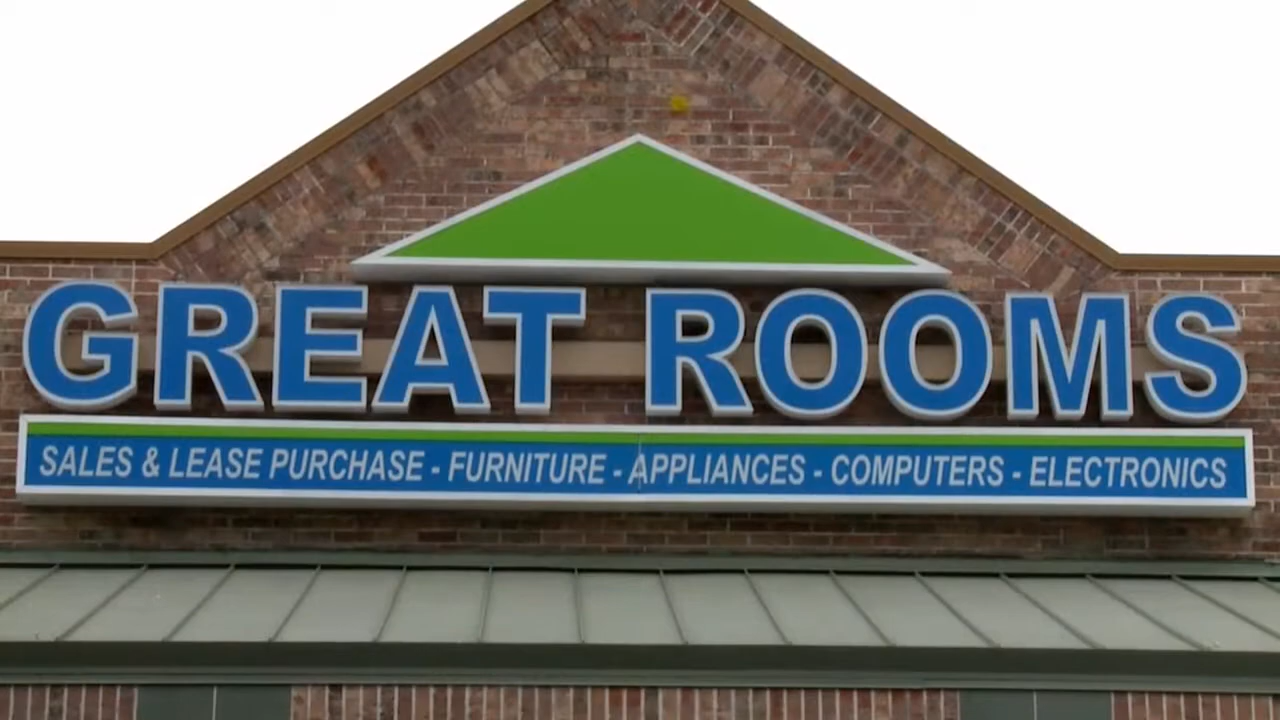 GREAT ROOMS
SALES & LEASE PURCHASE - FURNITURE - APPLIANCES - COMPUTERS - ELECTRONICS